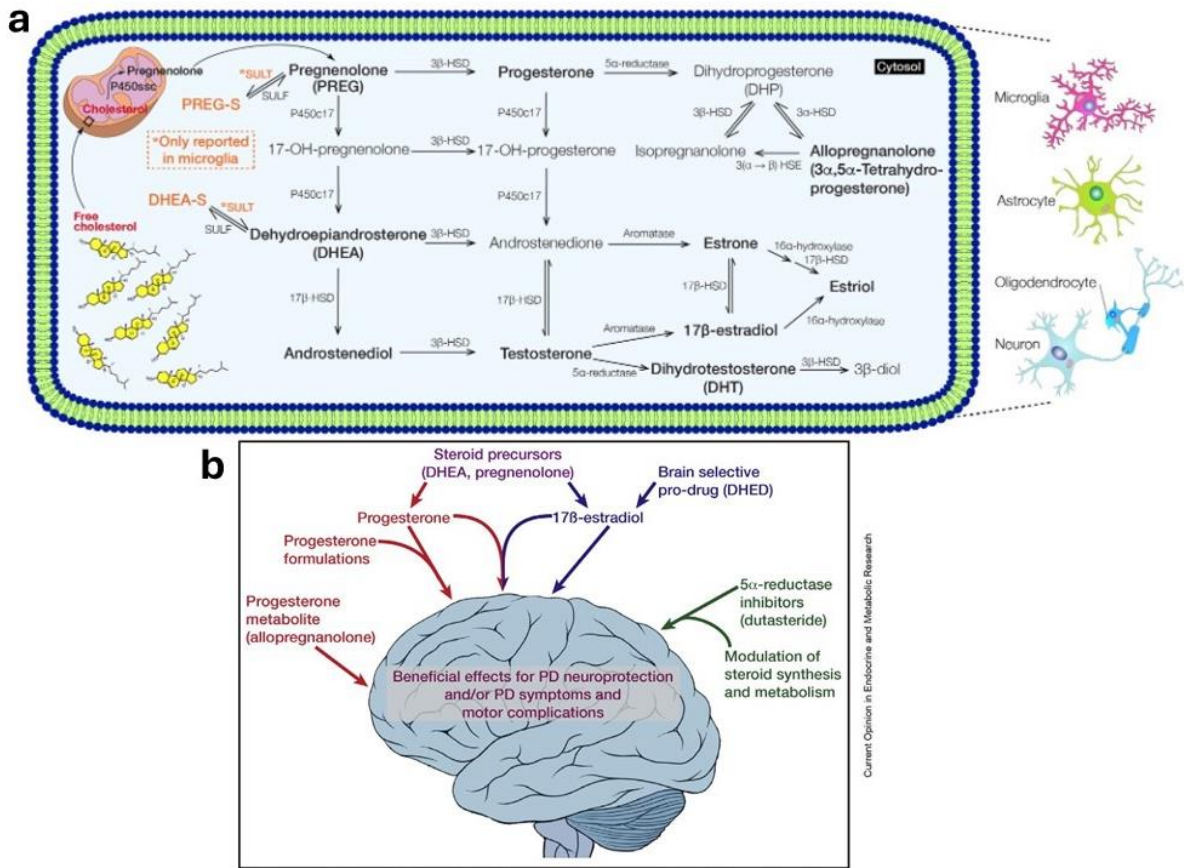 a
Pregnenolone
P450ssc
Cholesterol
*SULT
SULF
PREG-S
Pregnenolone
(PREG)
3β-HSD
Progesterone
5α-reductase
Dihydroprogesterone
(DHP)
Cytosol
P450c17
P450c17
3β-HSD
3α-HSD
*Only reported
in microglia
17-OH-pregnenolone
3β-HSD
17-OH-progesterone
Isopregnanolone
3(α → β) HSE
Allopregnanolone
(3α,5α-Tetrahydro-
progesterone)
DHEA-S
*SULT
SULF
P450c17
P450c17
Free
cholesterol
Dehydroepiandrosterone
(DHEA)
3β-HSD
Androstenedione
Aromatase
Estrone
16α-hydroxylase
17β-HSD
Estriol
17β-HSD
17β-HSD
17β-HSD
16α-hydroxylase
Aromatase
17β-estradiol
Androstenediol
3β-HSD
Testosterone
5α-reductase
Dihydrotestosterone
(DHT)
3β-HSD
3β-diol
Microglia
Astrocyte
Oligodendrocyte
Neuron
b
Steroid precursors
(DHEA, pregnenolone)
Brain selective
pro-drug (DHED)
Progesterone
17ß-estradiol
Progesterone
formulations
5α-reductase
inhibitors
(dutasteride)
Progesterone
metabolite
(allopregnanolone)
Modulation of
steroid synthesis
and metabolism
Beneficial effects for PD neuroprotection
and/or PD symptoms and
motor complications
Current Opinion in Endocrine and Metabolic Research